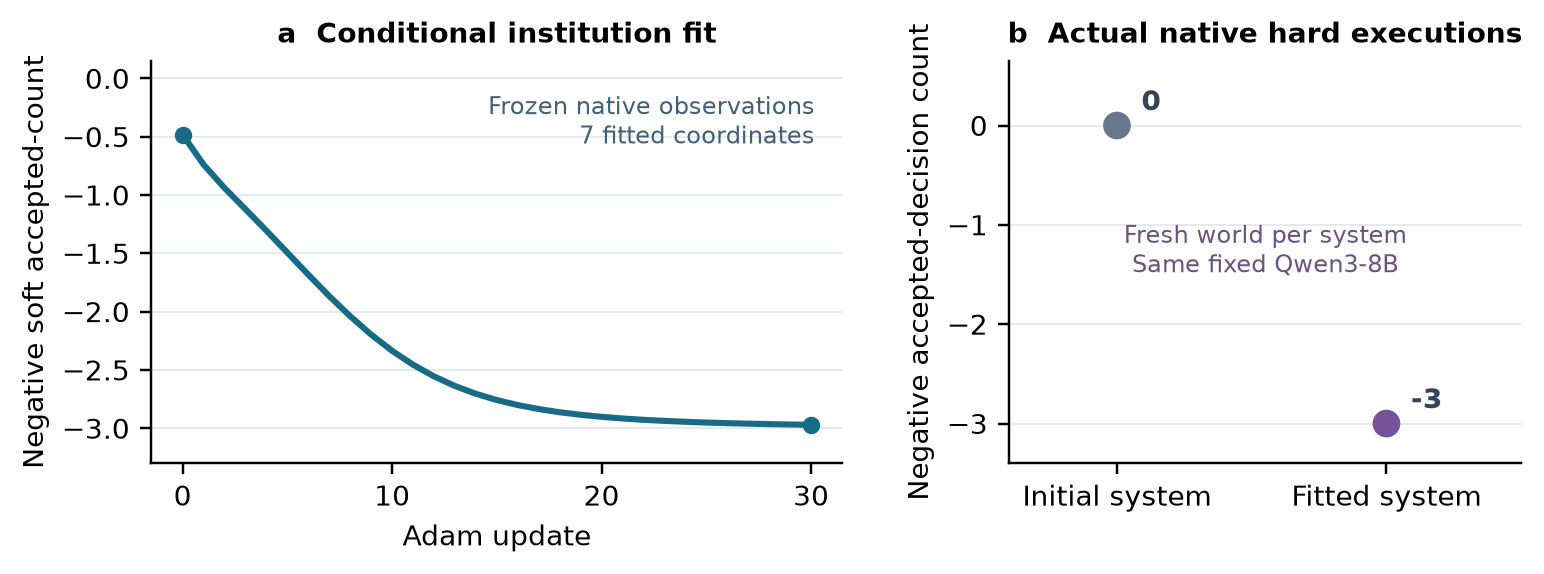 a  Conditional institution fit
Negative soft accepted-count
0.0
−0.5
−1.0
−1.5
−2.0
−2.5
−3.0
Frozen native observations
7 fitted coordinates
0
10
20
30
Adam update
b  Actual native hard executions
Negative accepted-decision count
0
−1
−2
−3
0
Fresh world per system
Same fixed Qwen3-8B
-3
Initial system
Fitted system